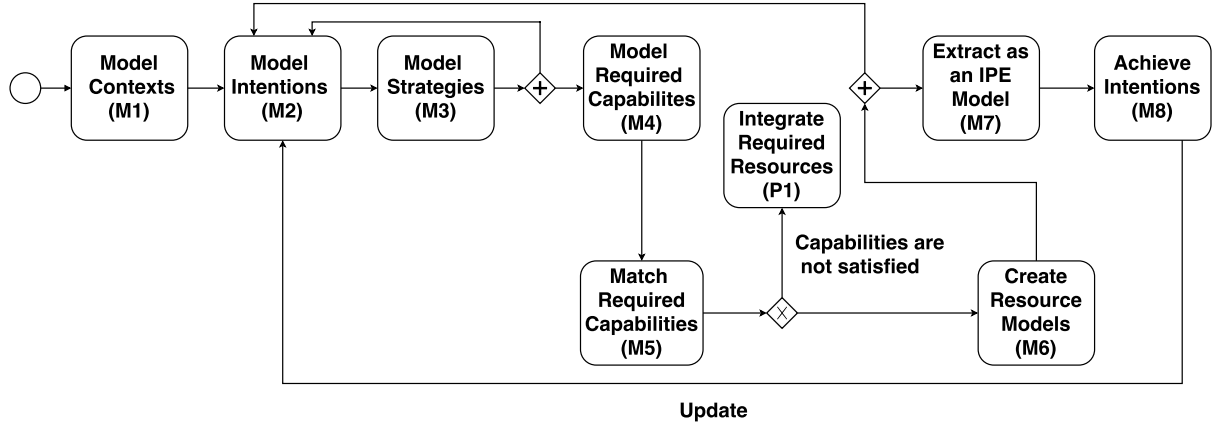 Model
Contexts
(M1)
Model
Intentions
(M2)
Model
Strategies
(M3)
Model
Required
Capabilites
(M4)
Integrate
Required
Resources
(P1)
Extract as
an IPE
Model
(M7)
Achieve
Intentions
(M8)
Capabilities are
not satisfied
Match
Required
Capabilities
(M5)
Create
Resource
Models
(M6)
Update